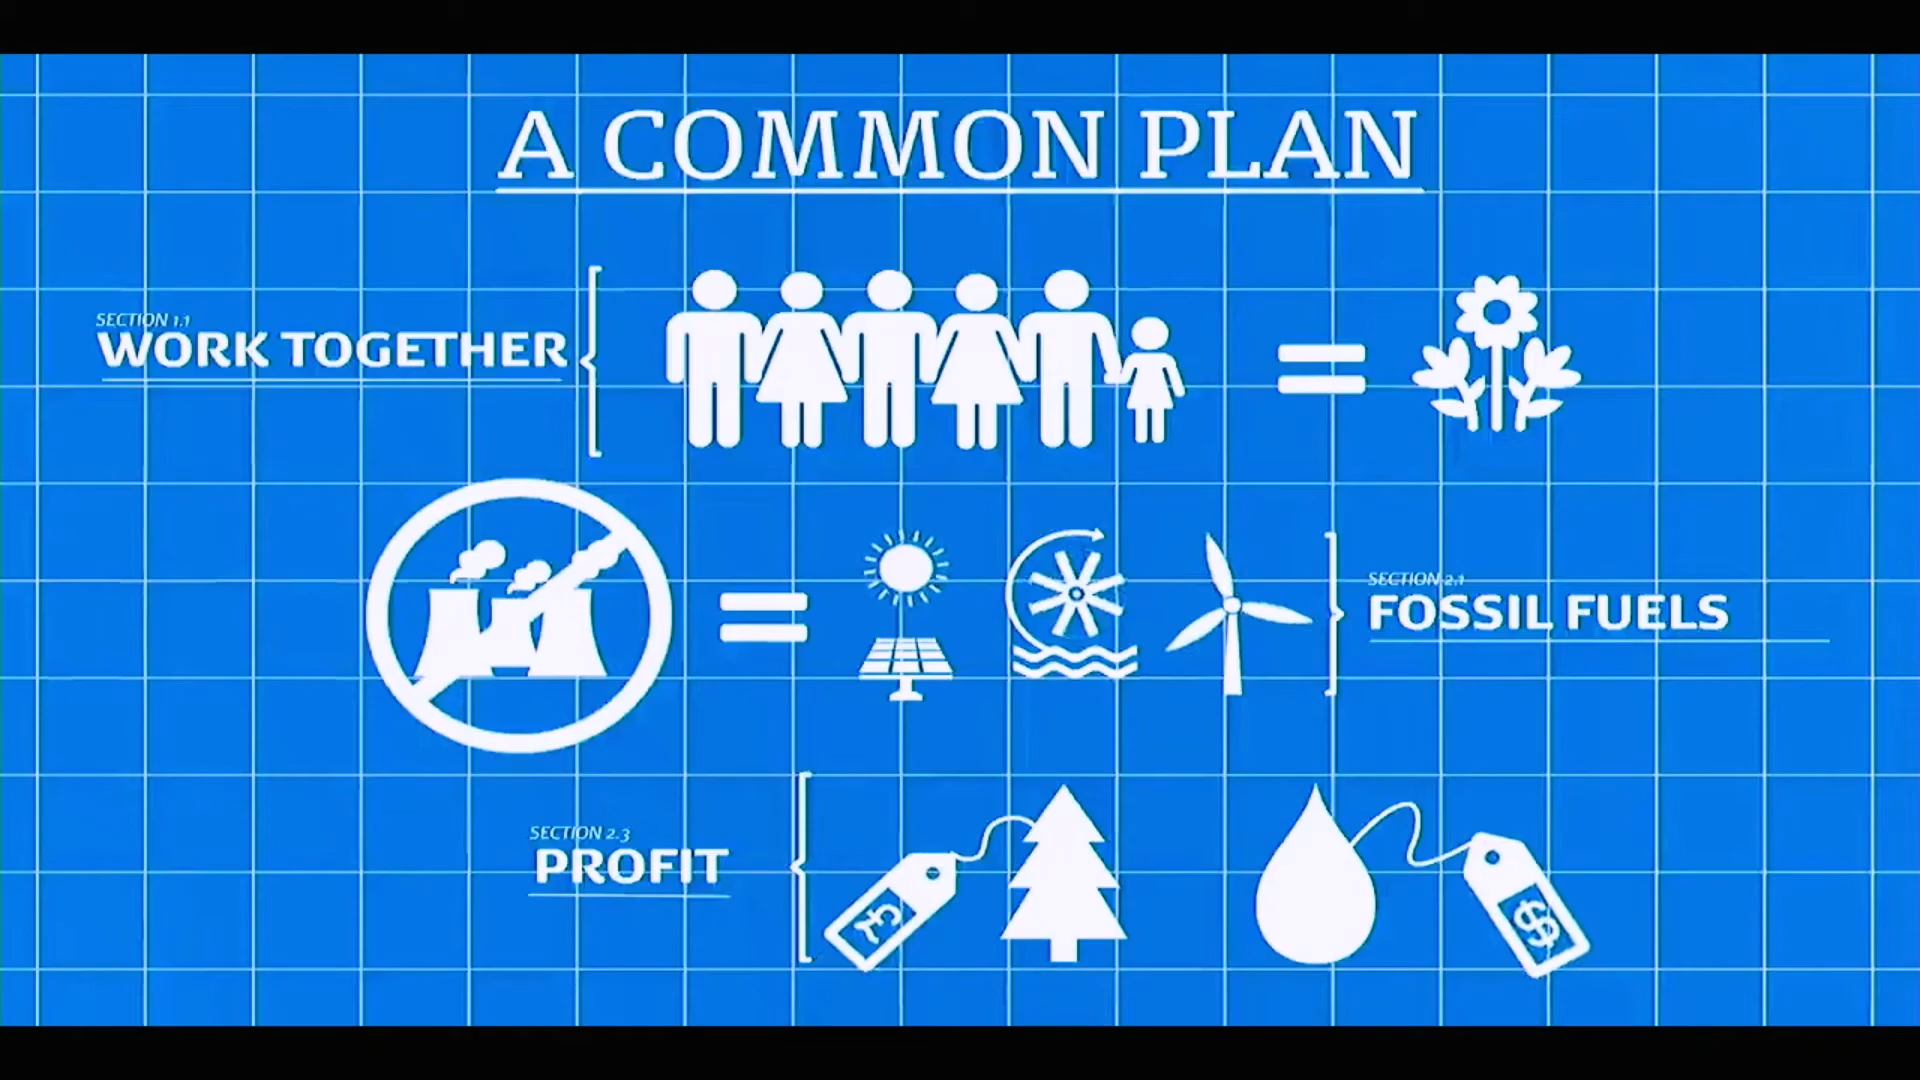 A COMMON PLAN
SECTION 1.1
WORK TOGETHER
SECTION 2.1
FOSSIL FUELS
SECTION 2.3
PROFIT
£
$